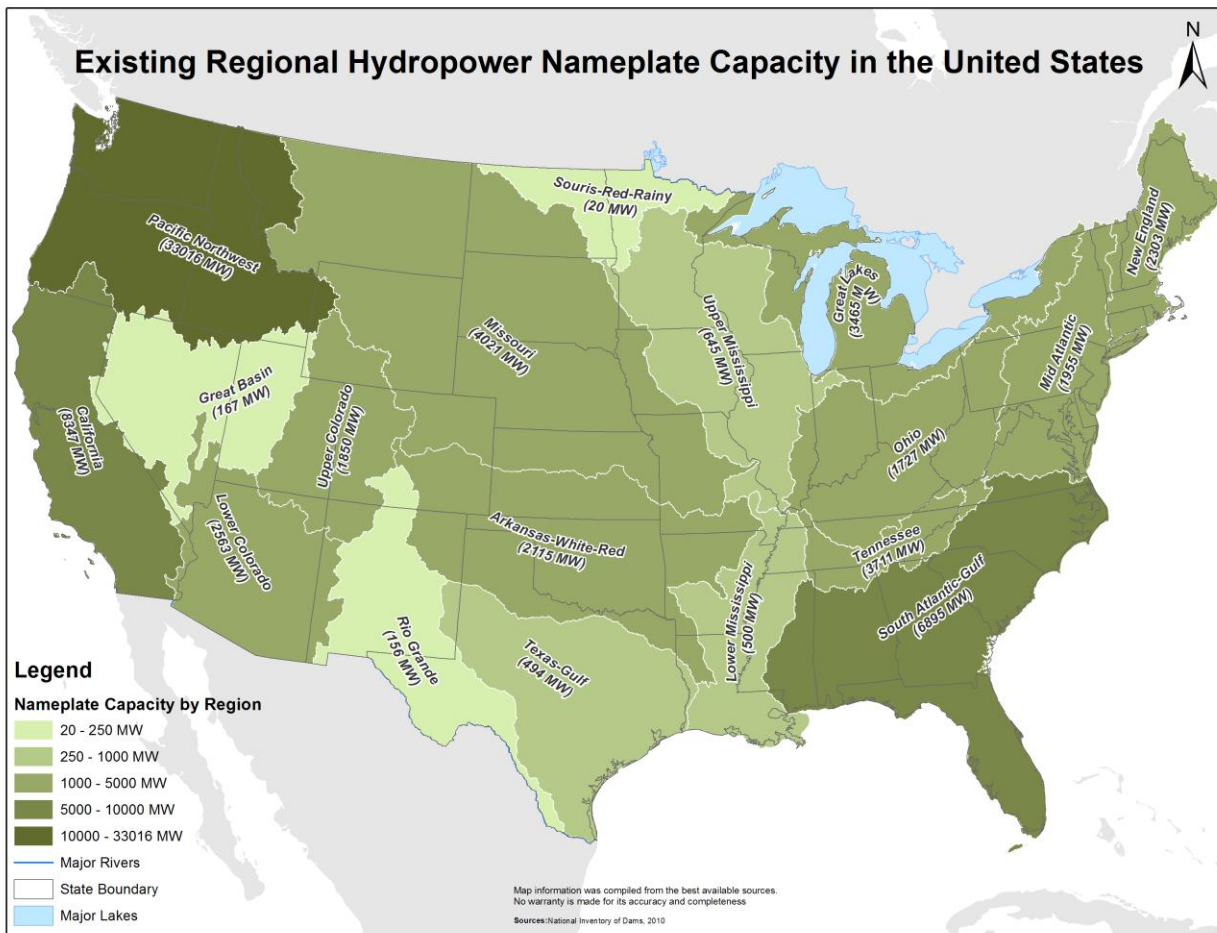 Existing Regional Hydropower Nameplate Capacity in the United States
N
Souris-Red-Rainy
(20 MW)
Pacific Northwest
(33016 MW)
New England
(2303 MW)
Great Lakes
(3465 MW)
Upper Mississippi
(645 MW)
Missouri
(4021 MW)
Mid Atlantic
(1955 MW)
Great Basin
(167 MW)
California
(8347 MW)
Upper Colorado
(1850 MW)
Ohio
(1727 MW)
Lower Colorado
(2563 MW)
Arkansas-White-Red
(2115 MW)
Tennessee
(3711 MW)
South Atlantic-Gulf
(6895 MW)
Lower Mississippi
(500 MW)
Rio Grande
(156 MW)
Texas-Gulf
(494 MW)
Legend
Nameplate Capacity by Region
20 - 250 MW
250 - 1000 MW
1000 - 5000 MW
5000 - 10000 MW
10000 - 33016 MW
Major Rivers
State Boundary
Major Lakes
Map information was compiled from the best available sources.
No warranty is made for its accuracy and completeness
Sources:National Inventory of Dams, 2010